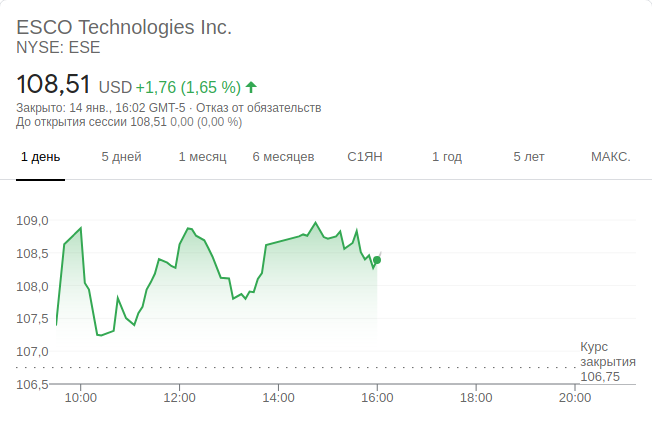 ESCO Technologies Inc.
NYSE: ESE
108,51 USD +1,76 (1,65 %)
Закрыто: 14 янв., 16:02 GMT-5 · Отказ от обязательств
До открытия сессии 108,51 0,00 (0,00 %)
1 день 5 дней 1 месяц 6 месяцев С1ЯН 1 год 5 лет МАКС.
109,0
108,5
108,0
107,5
107,0
106,5
Курс
закрытия
106,75
10:00 12:00 14:00 16:00 18:00 20:00